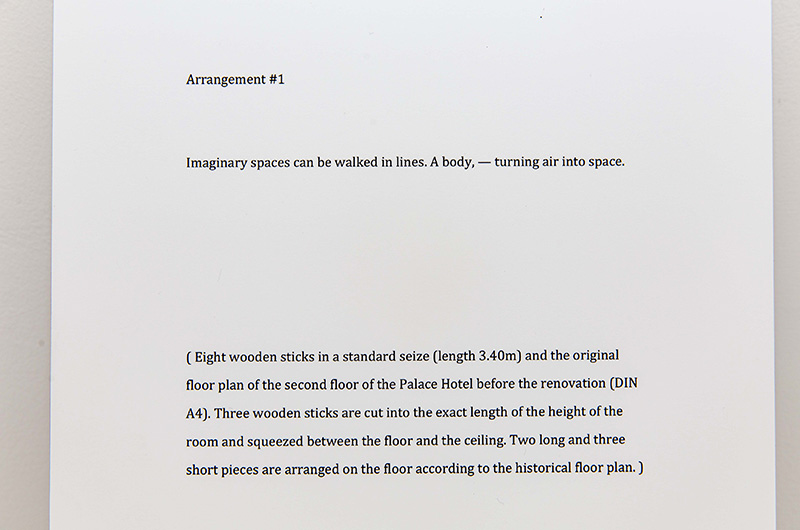 Arrangement #1
Imaginary spaces can be walked in lines. A body, — turning air into space.
( Eight wooden sticks in a standard seize (length 3.40m) and the original
floor plan of the second floor of the Palace Hotel before the renovation (DIN
A4). Three wooden sticks are cut into the exact length of the height of the
room and squeezed between the floor and the ceiling. Two long and three
short pieces are arranged on the floor according to the historical floor plan. )